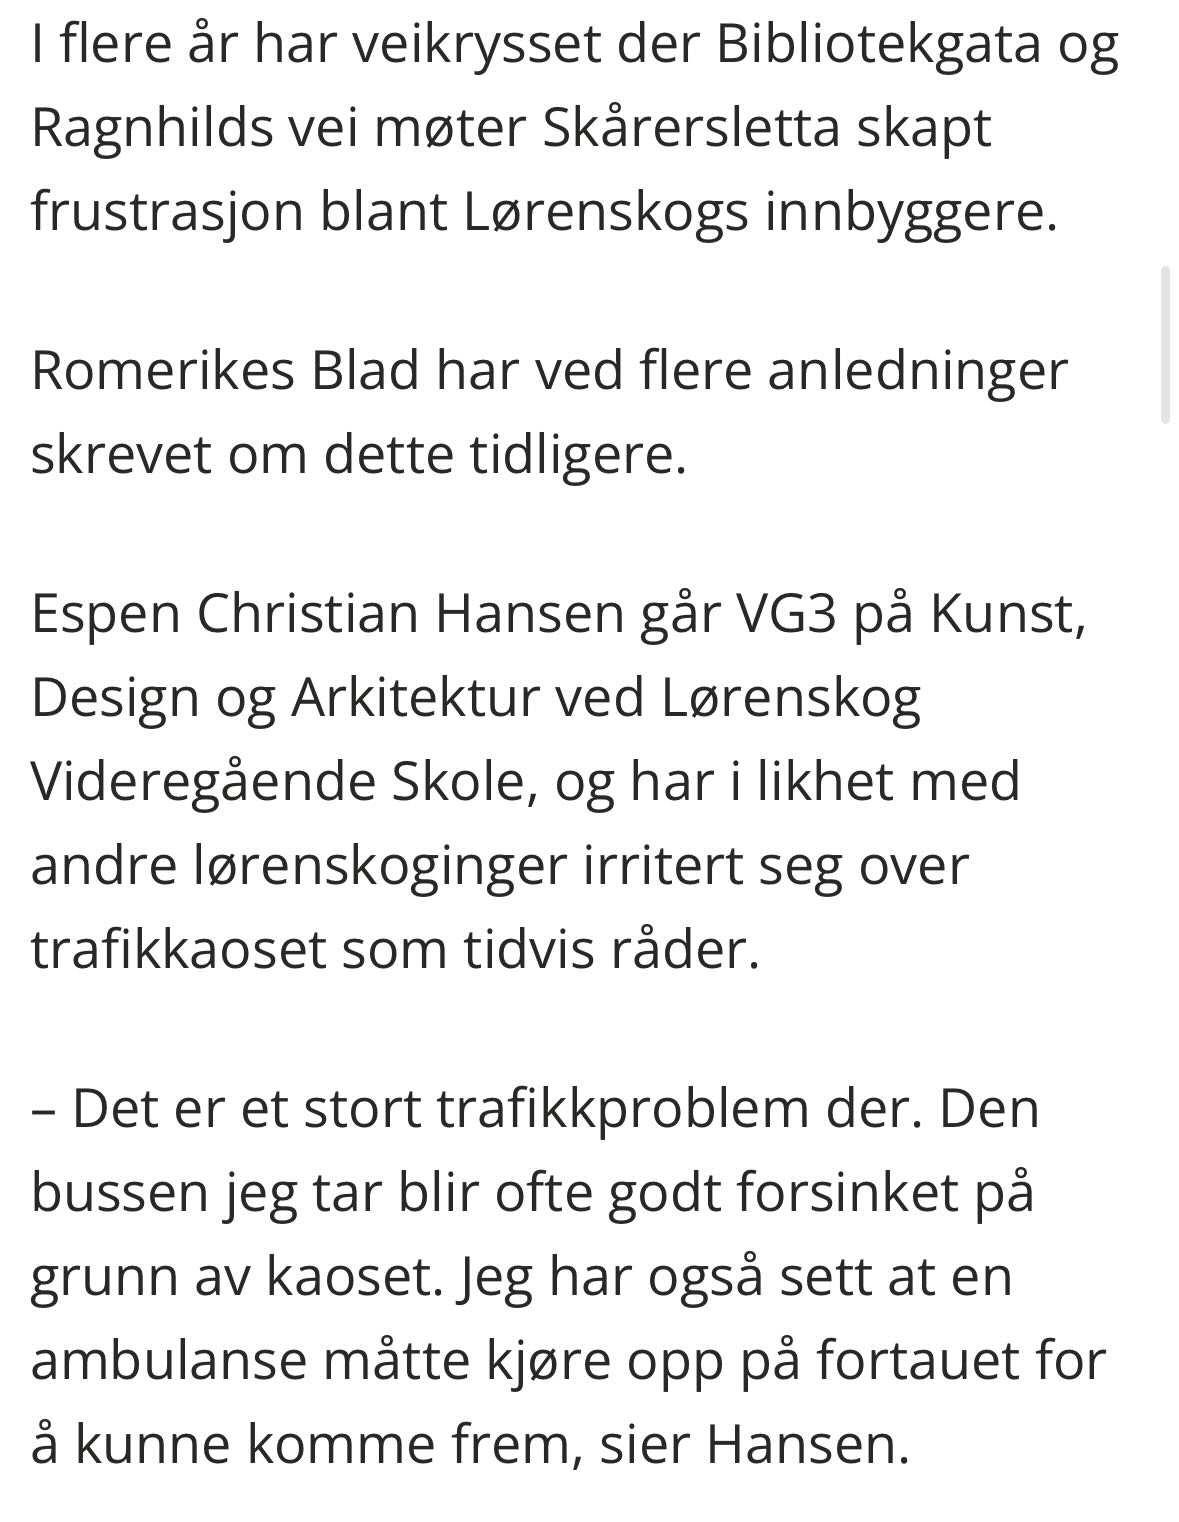 I flere år har veikrysset der Bibliotekgata og
Ragnhilds vei møter Skårersletta skapt
frustrasjon blant Lørenskogs innbyggere.
Romerikes Blad har ved flere anledninger
skrevet om dette tidligere.
Espen Christian Hansen går VG3 på Kunst,
Design og Arkitektur ved Lørenskog
Videregående Skole, og har i likhet med
andre lørenskoginger irritert seg over
trafikkaoset som tidvis råder.
– Det er et stort trafikkproblem der. Den
bussen jeg tar blir ofte godt forsinket på
grunn av kaoset. Jeg har også sett at en
ambulanse måtte kjøre opp på fortauet for
å kunne komme frem, sier Hansen.